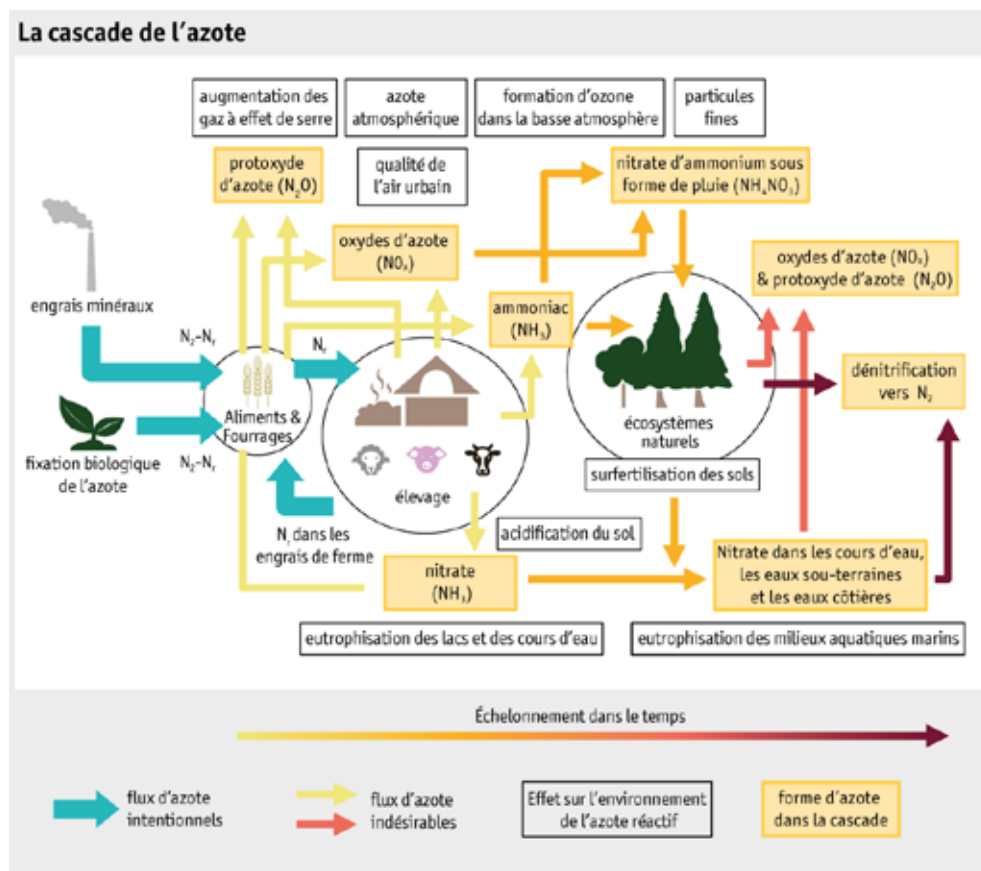 La cascade de l'azote
augmentation des
gaz à effet de serre
azote
atmosphérique
formation d'ozone
dans la basse atmosphère
particules
fines
protoxyde
d'azote (N₂O)
qualité de
l'air urbain
nitrate d'ammonium sous
forme de pluie (NH₄NO₃)
oxydes d'azote
(NOₓ)
oxydes d'azote (NOₓ)
& protoxyde d'azote (N₂O)
engrais minéraux
ammoniac
(NH₃)
N₂-Nᵣ
Nᵣ
Aliments &
Fourrages
dénitrification
vers N₂
écosystèmes
naturels
fixation biologique
de l'azote
N₂-Nᵣ
surfertilisation des sols
élevage
Nᵣ dans les
engrais de ferme
acidification du sol
nitrate
(NH₃)
Nitrate dans les cours d'eau,
les eaux sou-terraines
et les eaux côtières
eutrophisation des lacs et des cours d'eau
eutrophisation des milieux aquatiques marins
Échelonnement dans le temps
flux d'azote
intentionnels
flux d'azote
indésirables
Effet sur l'environnement
de l'azote réactif
forme d'azote
dans la cascade